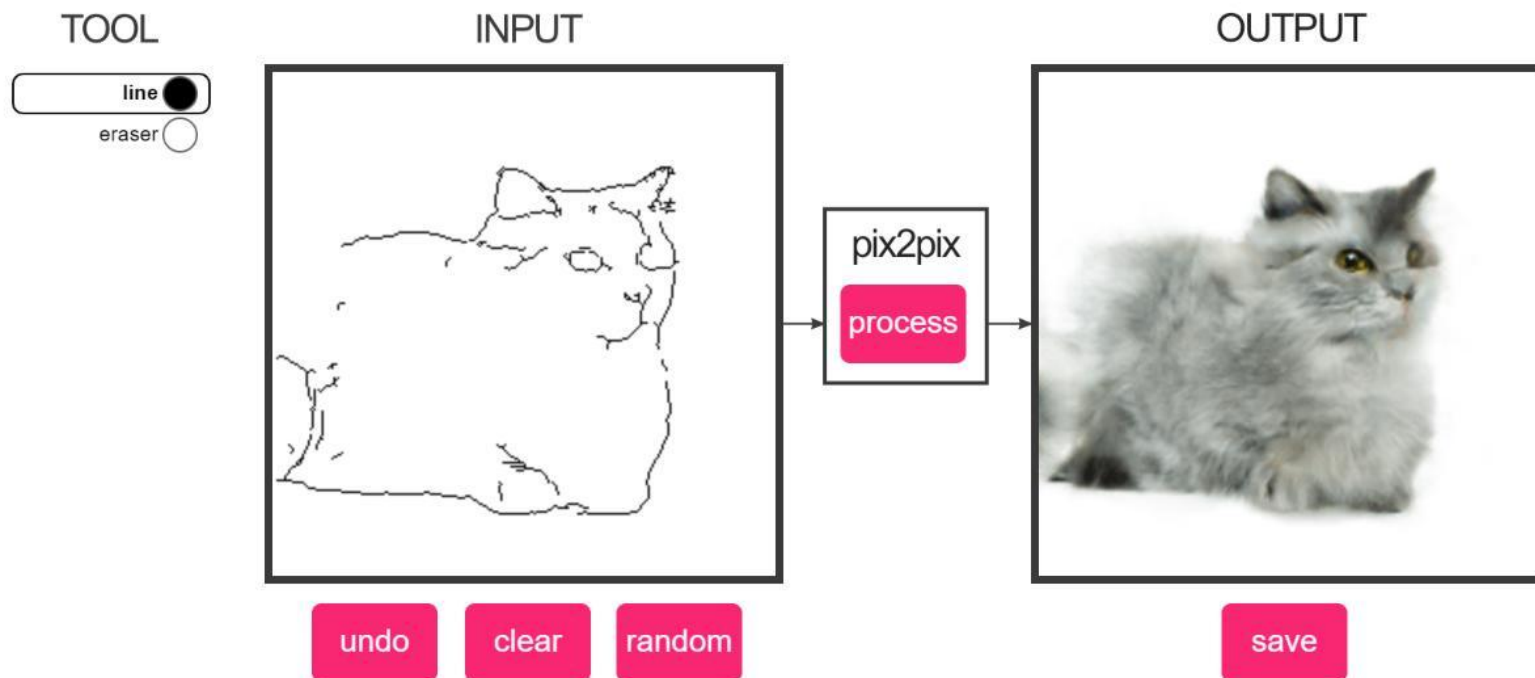 TOOL
INPUT
OUTPUT
line
eraser
pix2pix
process
undo
clear
random
save